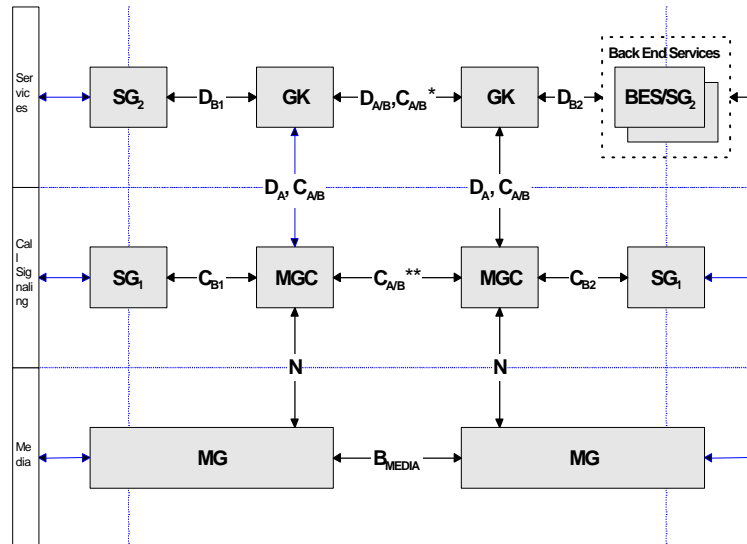 Back End Services
Ser
vic
es
SG2
DB1
GK
DA/B,CA/B*
GK
DB2
BES/SG2
DA, CA/B
DA, CA/B
Cal
l
Sig
nali
ng
SG1
CB1
MGC
CA/B**
MGC
CB2
SG1
N
N
Me
dia
MG
BMEDIA
MG